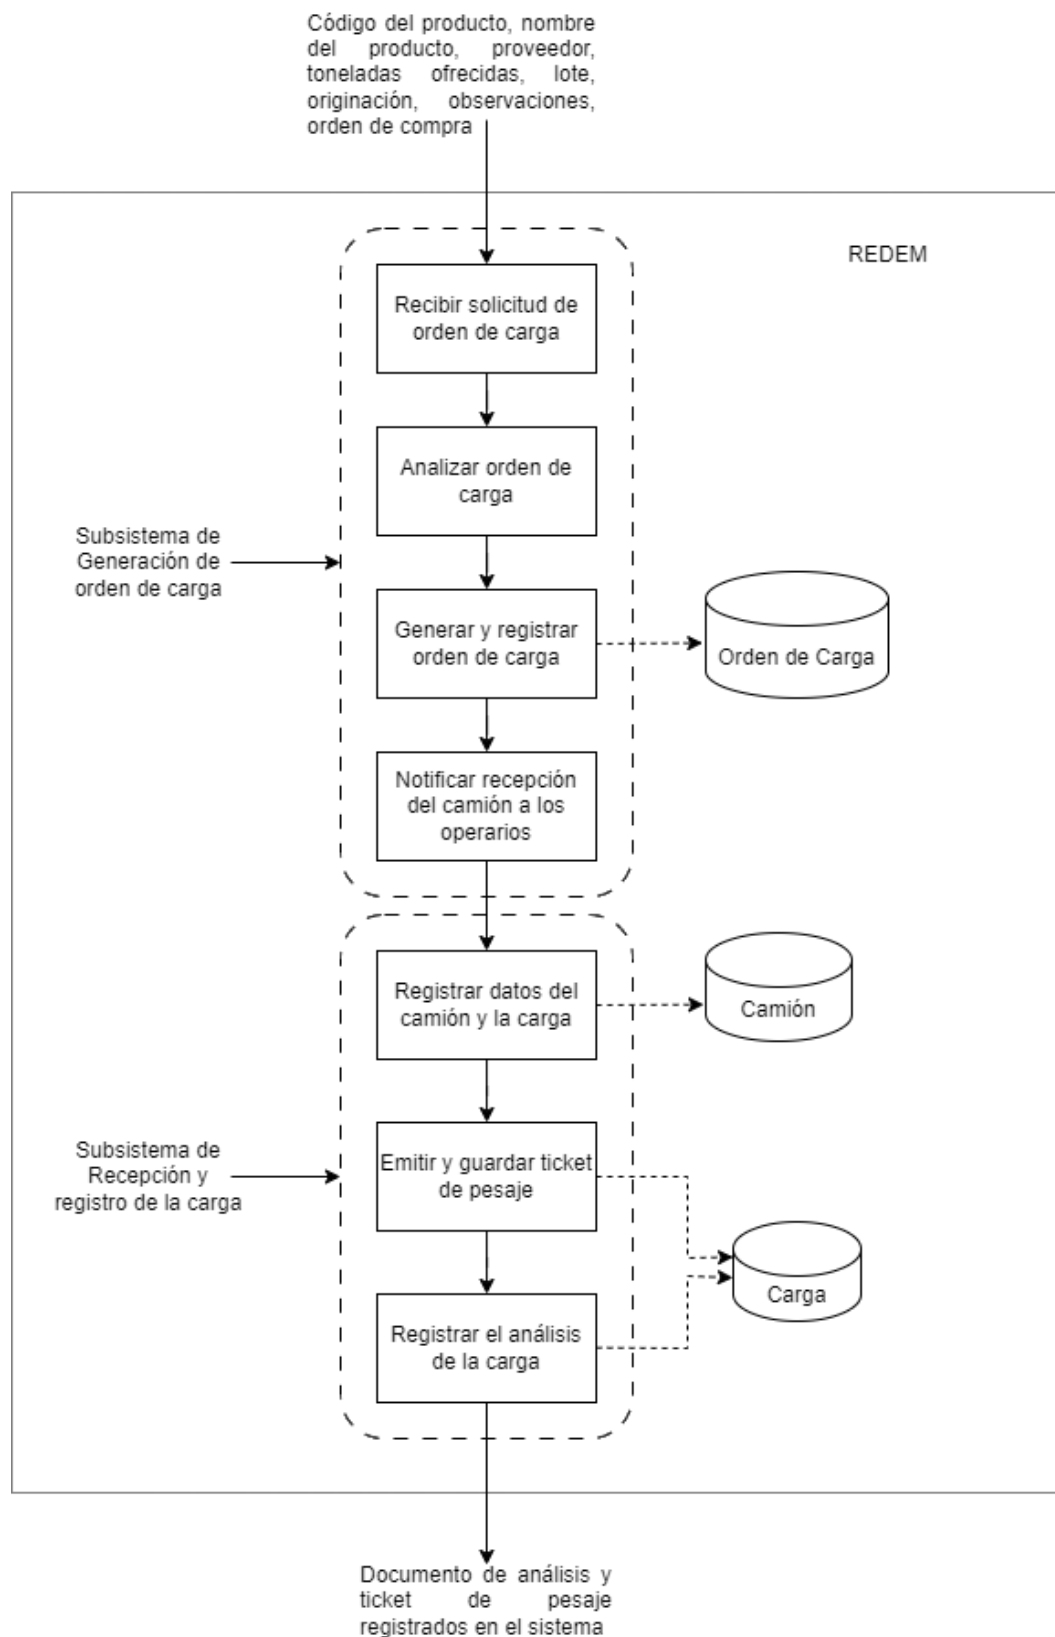 Código del producto, nombre
del producto, proveedor,
toneladas ofrecidas, lote,
originación, observaciones,
orden de compra
REDEM
Recibir solicitud de
orden de carga
Analizar orden de
carga
Subsistema de
Generación de
orden de carga
Generar y registrar
orden de carga
Orden de Carga
Notificar recepción
del camión a los
operarios
Registrar datos del
camión y la carga
Camión
Subsistema de
Recepción y
registro de la carga
Emitir y guardar ticket
de pesaje
Carga
Registrar el análisis
de la carga
Documento de análisis y
ticket de pesaje
registrados en el sistema